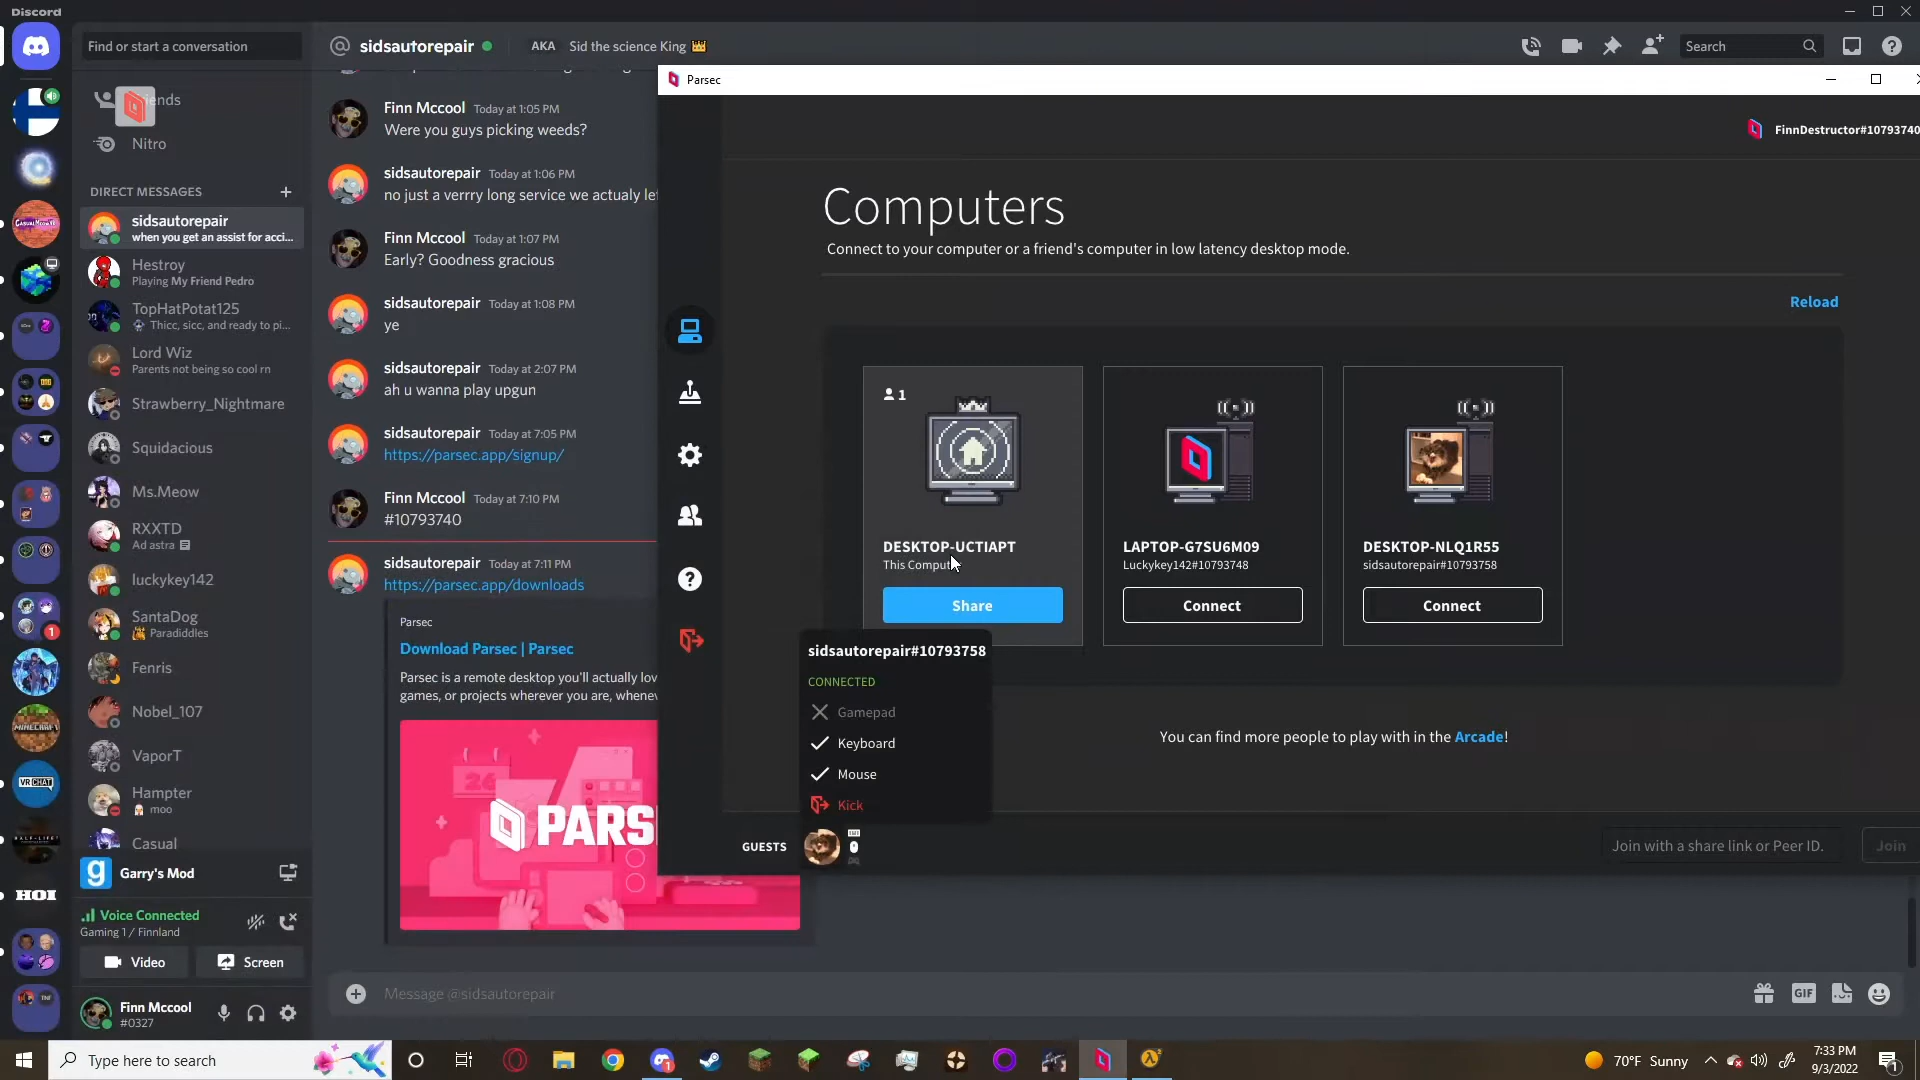 Discord
Find or start a conversation
Friends
Nitro
DIRECT MESSAGES
sidsautorepair
when you get an assist for acci...
Hestroy
Playing My Friend Pedro
TopHatPotat125
Thicc, sicc, and ready to pi...
Lord Wiz
Parents not being so cool rn
Strawberry_Nightmare
Squidacious
Ms.Meow
RXXTD
Ad astra
luckykey142
SantaDog
Paradiddles
Fenris
Nobel_107
VaporT
Hampter
moo
Casual
Garry's Mod
Voice Connected
Gaming 1 / Finnland
Video
Screen
Finn Mccool
#0327
VRCHAT
HALF-LIFE
HOI
TNF
MINECRAFT
1
@ sidsautorepair
AKA Sid the science King
Search
Finn Mccool Today at 1:05 PM
Were you guys picking weeds?
sidsautorepair Today at 1:06 PM
no just a verrry long service we actualy le
Finn Mccool Today at 1:07 PM
Early? Goodness gracious
sidsautorepair Today at 1:08 PM
ye
sidsautorepair Today at 2:07 PM
ah u wanna play upgun
sidsautorepair Today at 7:05 PM
https://parsec.app/signup/
Finn Mccool Today at 7:10 PM
#10793740
sidsautorepair Today at 7:11 PM
https://parsec.app/downloads
Parsec
Download Parsec | Parsec
Parsec is a remote desktop you'll actually lov
games, or projects wherever you are, whenev
26
PARS
Message @sidsautorepair
GIF
Parsec
FinnDestructor#10793740
Computers
Connect to your computer or a friend's computer in low latency desktop mode.
Reload
1
DESKTOP-UCTIAPT
This Comput
Share
LAPTOP-G7SU6M09
Luckykey142#10793748
Connect
DESKTOP-NLQ1R55
sidsautorepair#10793758
Connect
sidsautorepair#10793758
CONNECTED
Gamepad
Keyboard
Mouse
Kick
You can find more people to play with in the Arcade!
GUESTS
Join with a share link or Peer ID.
Join
Type here to search
70°F Sunny
7:33 PM
9/3/2022
1